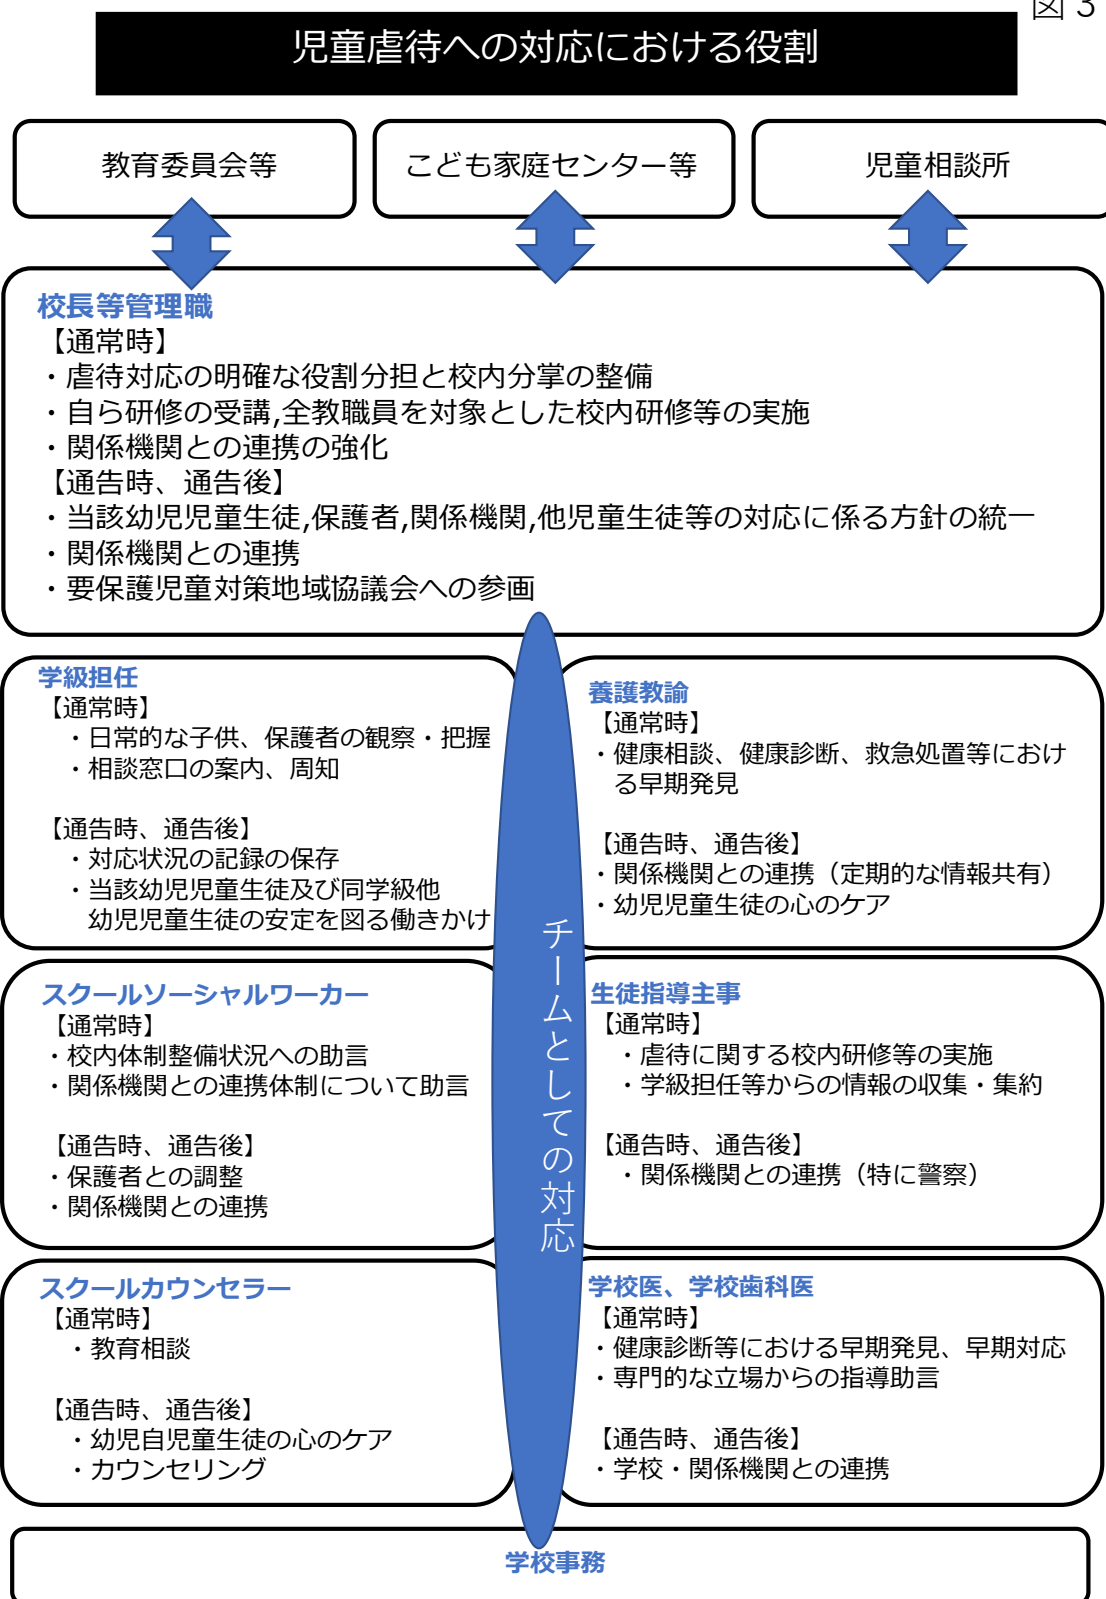 図３
児童虐待への対応における役割
教育委員会等
こども家庭センター等
児童相談所
校長等管理職
【通常時】
・虐待対応の明確な役割分担と校内分掌の整備
・自ら研修の受講,全教職員を対象とした校内研修等の実施
・関係機関との連携の強化
【通告時、通告後】
・当該幼児児童生徒,保護者,関係機関,他児童生徒等の対応に係る方針の統一
・関係機関との連携
・要保護児童対策地域協議会への参画
学級担任
【通常時】
・日常的な子供、保護者の観察・把握
・相談窓口の案内、周知
【通告時、通告後】
・対応状況の記録の保存
・当該幼児児童生徒及び同学級他
幼児児童生徒の安定を図る働きかけ
養護教諭
【通常時】
・健康相談、健康診断、救急処置等におけ
る早期発見
【通告時、通告後】
・関係機関との連携（定期的な情報共有）
・幼児児童生徒の心のケア
チームとしての対応
スクールソーシャルワーカー
【通常時】
・校内体制整備状況への助言
・関係機関との連携体制について助言
【通告時、通告後】
・保護者との調整
・関係機関との連携
生徒指導主事
【通常時】
・虐待に関する校内研修等の実施
・学級担任等からの情報の収集・集約
【通告時、通告後】
・関係機関との連携（特に警察）
スクールカウンセラー
【通常時】
・教育相談
【通告時、通告後】
・幼児自児童生徒の心のケア
・カウンセリング
学校医、学校歯科医
【通常時】
・健康診断等における早期発見、早期対応
・専門的な立場からの指導助言
【通告時、通告後】
・学校・関係機関との連携
学校事務